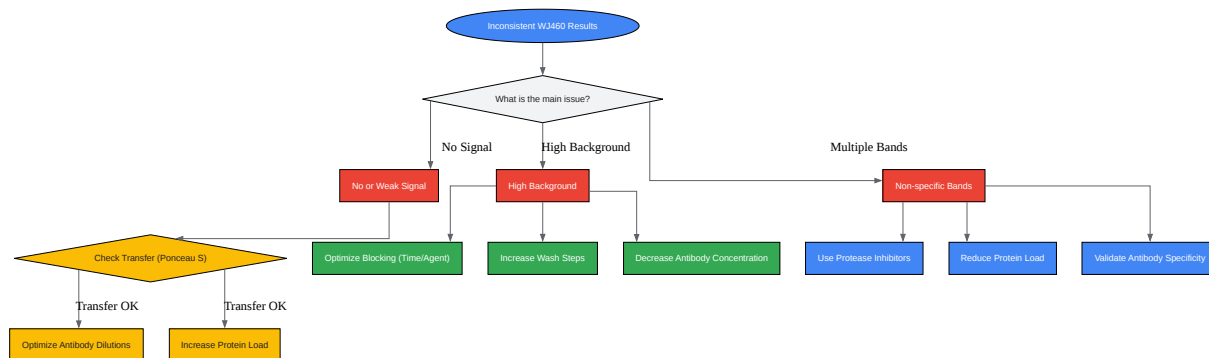 Inconsistent WJ460 Results
What is the main issue?
No Signal
High Background
Multiple Bands
No or Weak Signal
High Background
Non-specific Bands
Check Transfer (Ponceau S)
Optimize Blocking (Time/Agent)
Increase Wash Steps
Decrease Antibody Concentration
Use Protease Inhibitors
Reduce Protein Load
Validate Antibody Specificity
Transfer OK
Transfer OK
Optimize Antibody Dilutions
Increase Protein Load